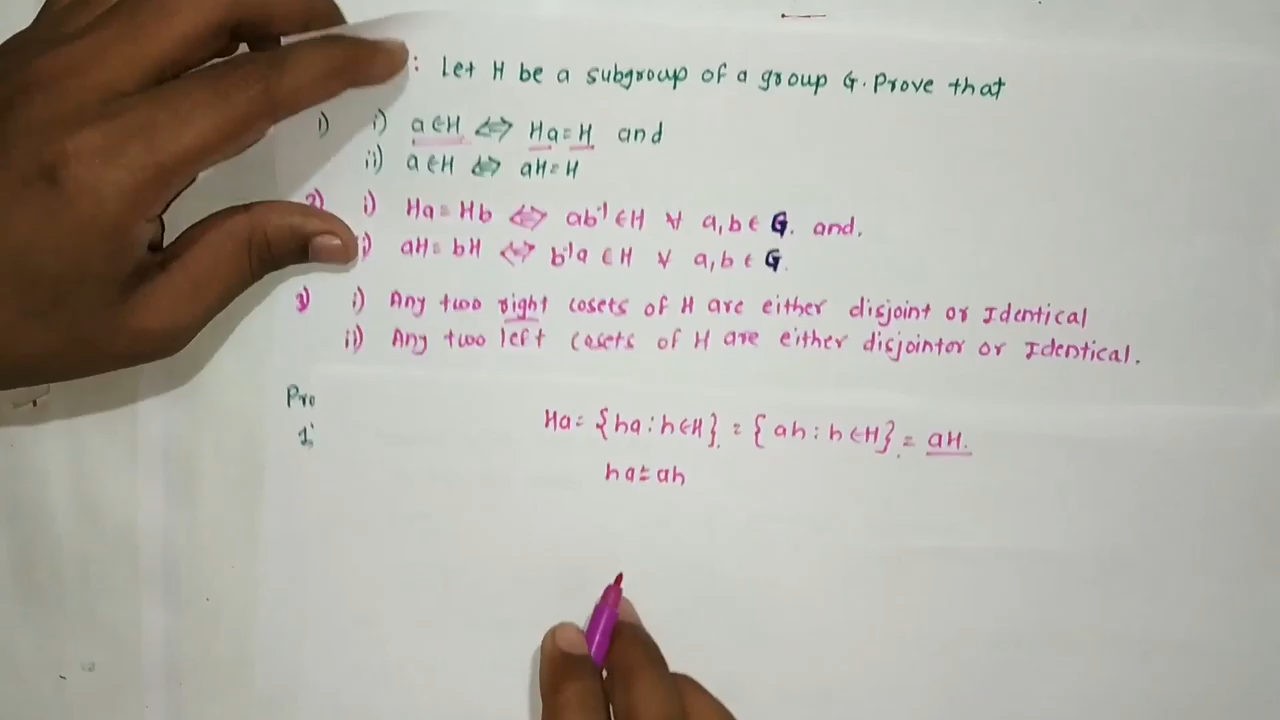 : Let H be a subgroup of a group G. Prove that
1) i) a∈H ⇔ Ha=H and
ii) a∈H ⇔ aH=H
2) i) Ha=Hb ⇔ ab⁻¹∈H ∀ a,b∈ G. and.
i) aH=bH ⇔ b⁻¹a ∈H ∀ a,b ∈ G.
3) i) Any two right cosets of H are either disjoint or Identical
ii) Any two left cosets of H are either disjointor or Identical.
Pro
Ha= {ha:h∈H}. = {ah:h∈H}. = aH.
1)
ha±ah